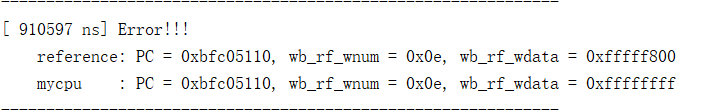 --------------------------------------------------------------
[ 910597 ns] Error!!!
    reference: PC = 0xbfc05110, wb_rf_wnum = 0x0e, wb_rf_wdata = 0xfffff800
    mycpu    : PC = 0xbfc05110, wb_rf_wnum = 0x0e, wb_rf_wdata = 0xffffffff
--------------------------------------------------------------